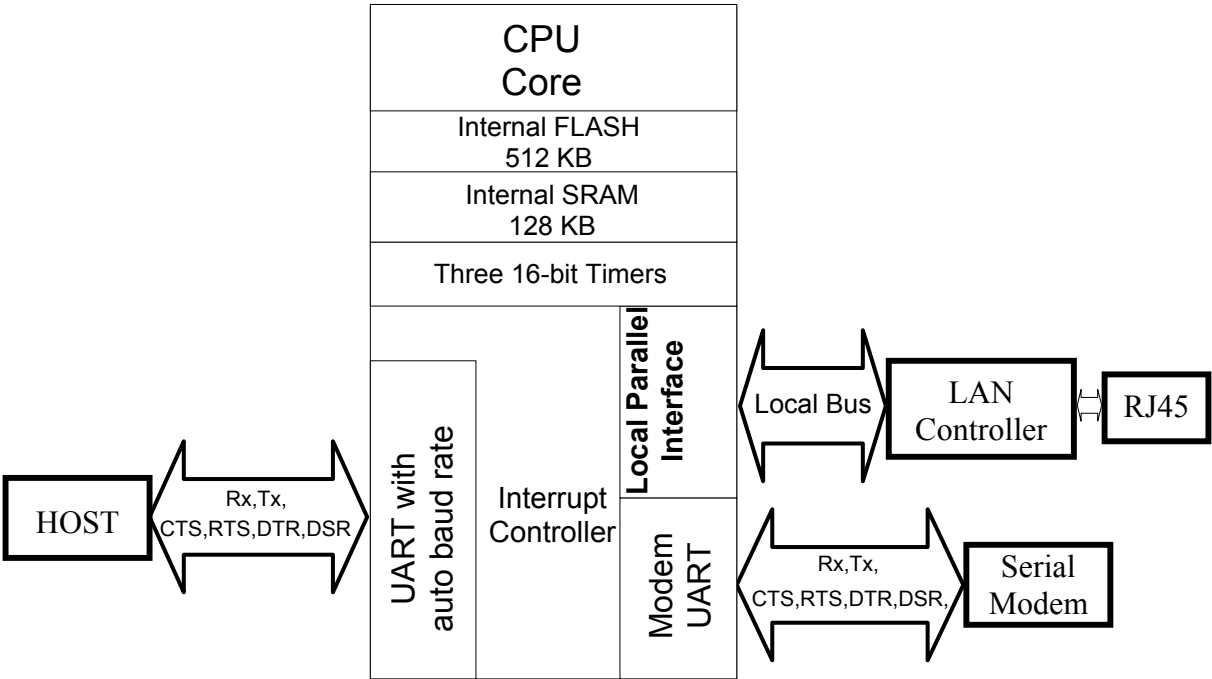 CPU
Core
Internal FLASH
512 KB
Internal SRAM
128 KB
Three 16-bit Timers
Local Parallel
Interface
Local Bus
LAN
Controller
RJ45
HOST
Rx,Tx,
CTS,RTS,DTR,DSR
UART with
auto baud rate
Interrupt
Controller
Modem
UART
Rx,Tx,
CTS,RTS,DTR,DSR,
Serial
Modem